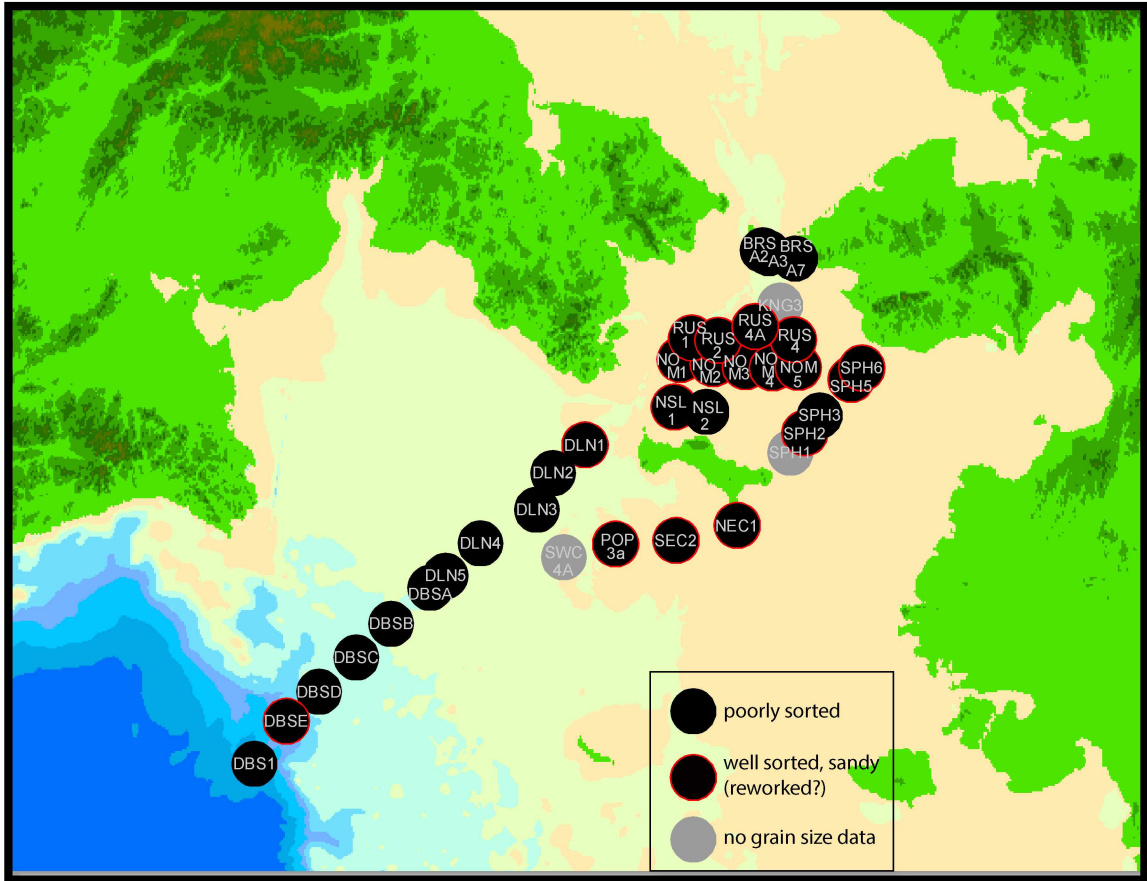 BRS
A2
A3
BRS
A7
KNG3
RUS
1
RUS
2
RUS
4A
RUS
4
NO
M1
NOM
M2
NOM
M3
NO
M
4
NOM
5
SPH6
SPH5
NSL
1
NSL
2
SPH3
SPH2
SPH1
DLN1
DLN2
DLN3
NEC1
DLN4
POP
3a
SEC2
SWC
4A
DLN5
DBSA
DBSB
DBSC
DBSD
DBSE
DBS1
poorly sorted
well sorted, sandy
(reworked?)
no grain size data